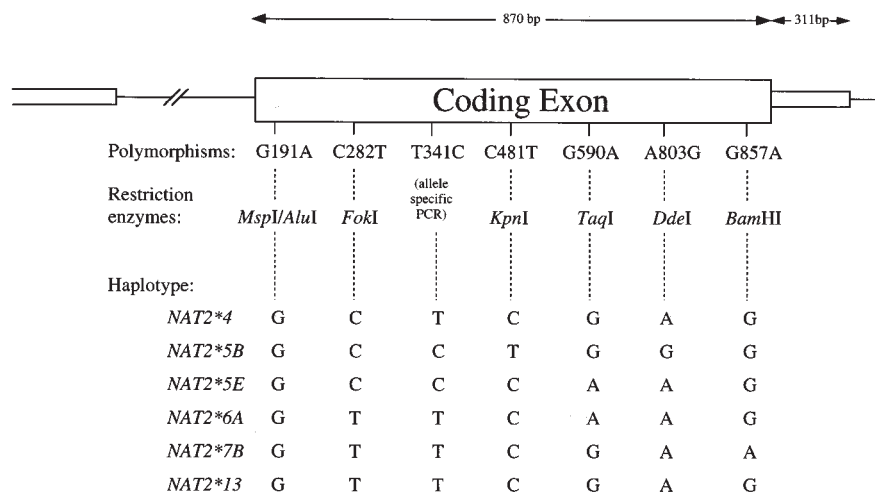 870 bp 311bp
Coding Exon
Polymorphisms: G191A C282T T341C C481T G590A A803G G857A
Restriction enzymes: MspI/AluI FokI (allele specific PCR) KpnI TaqI DdeI BamHI
Haplotype:
NAT2*4 G C T C G A G
NAT2*5B G C C T G G G
NAT2*5E G C C C A A G
NAT2*6A G T T C A A G
NAT2*7B G T T C G A A
NAT2*13 G T T C G A G